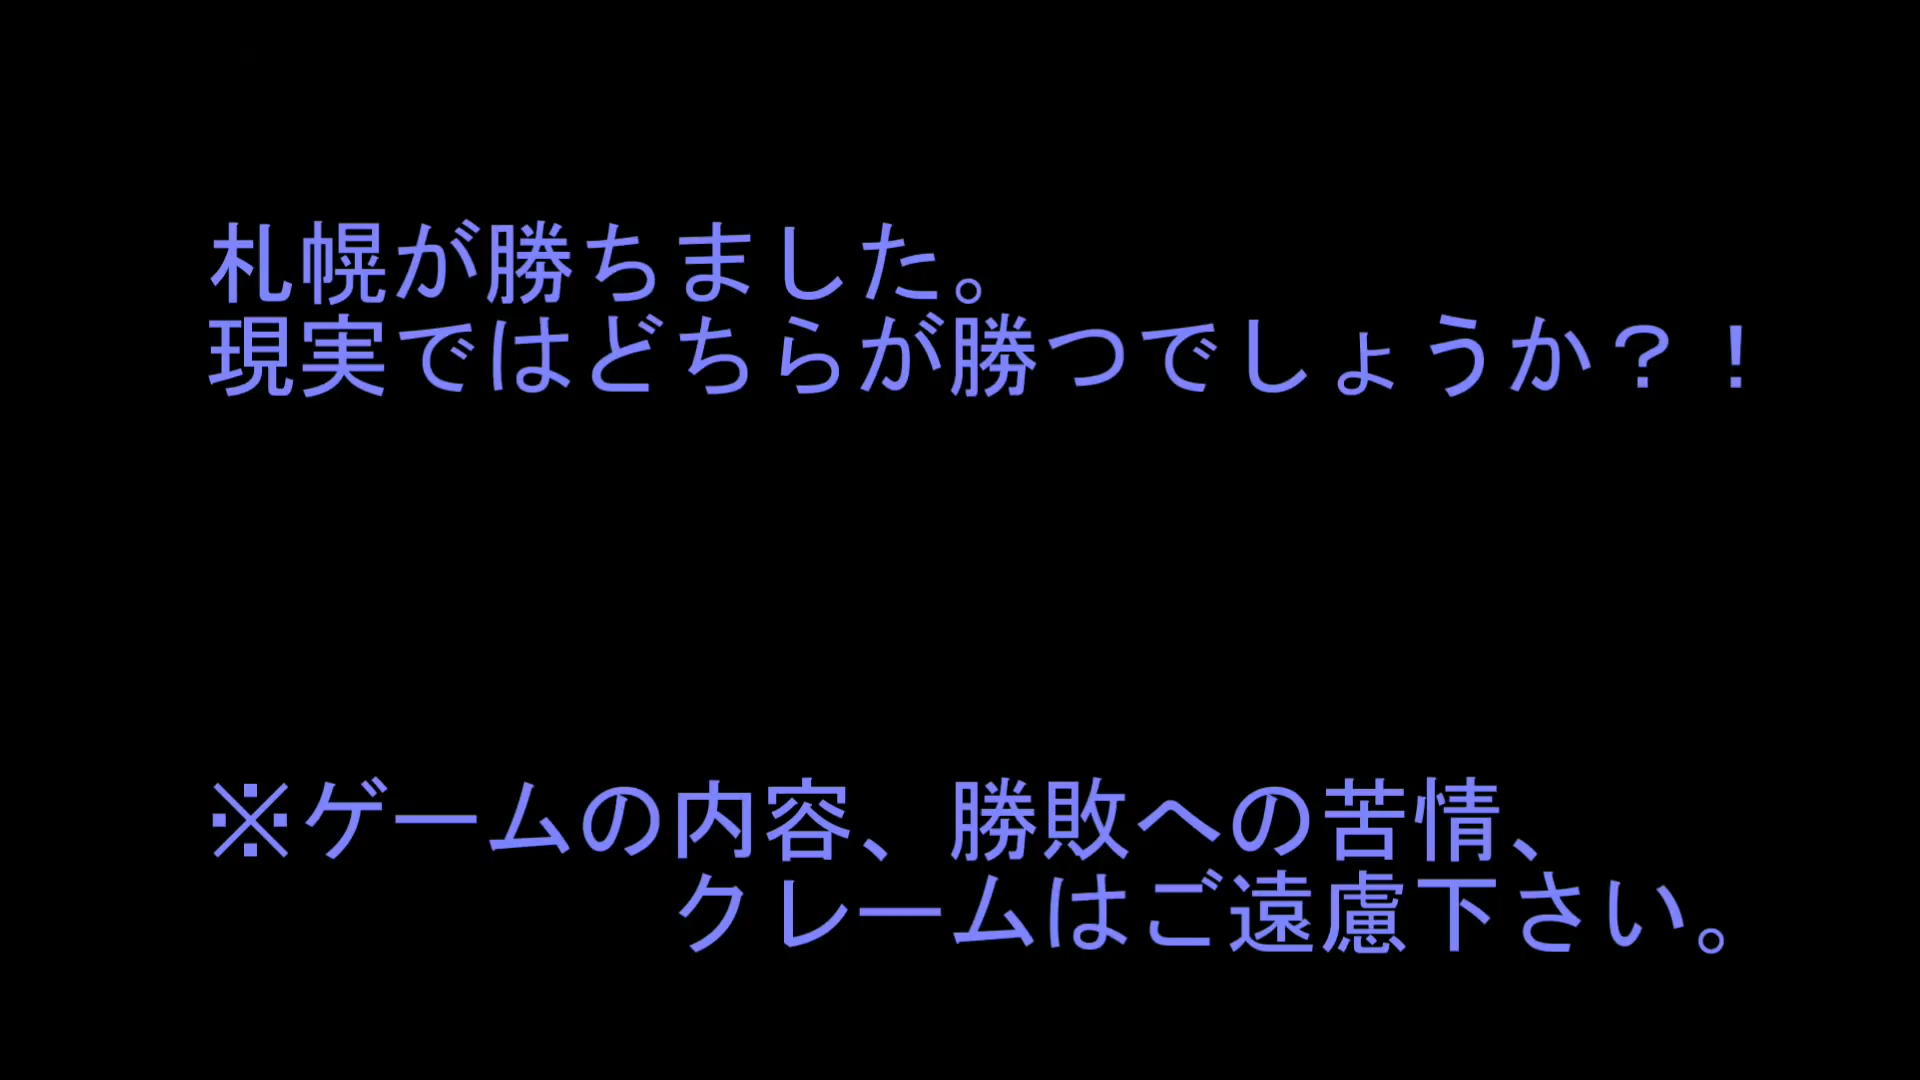 札幌が勝ちました。
現実ではどちらが勝つでしょうか？！
※ゲームの内容、勝敗への苦情、
クレームはご遠慮下さい。